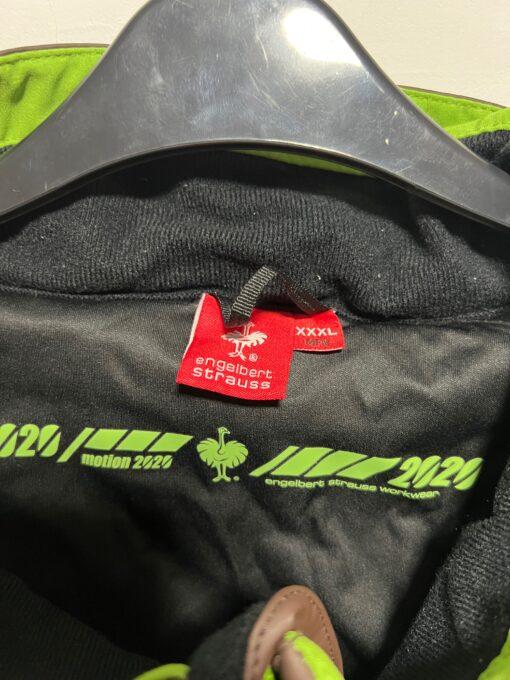 XXXL
®
engelbert
strauss
2020
motion 2020
®
2020
engelbert strauss workwear